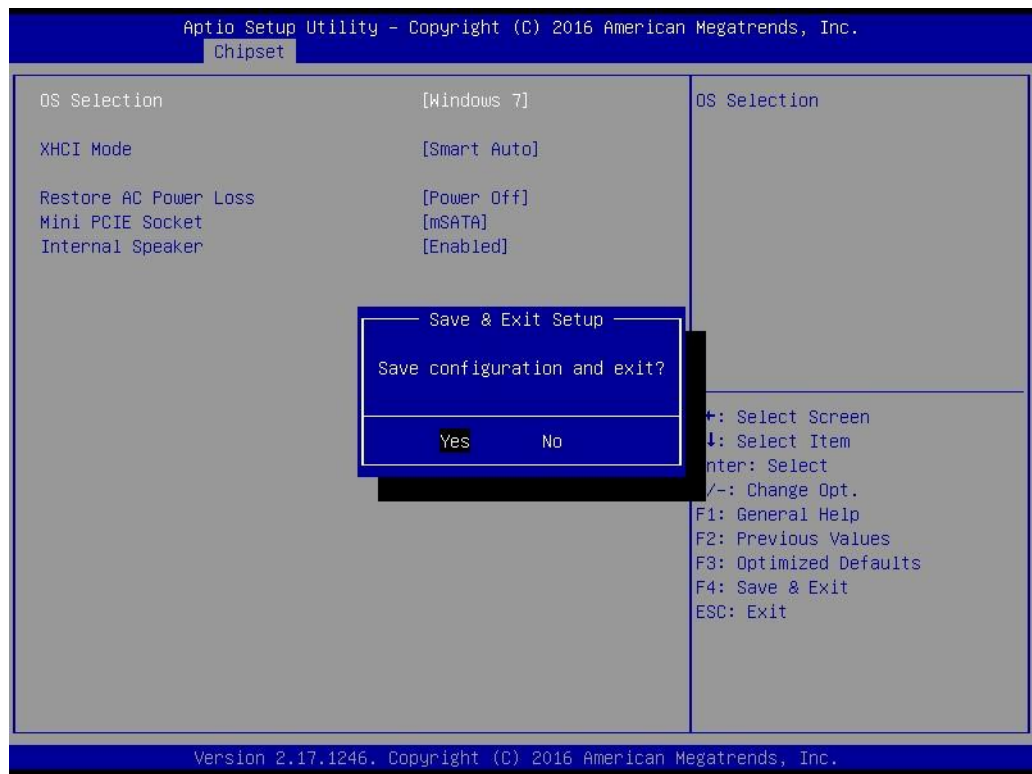 Aptio Setup Utility – Copyright (C) 2016 American Megatrends, Inc.
Chipset
OS Selection [Windows 7]
XHCI Mode [Smart Auto]
Restore AC Power Loss [Power Off]
Mini PCIE Socket [mSATA]
Internal Speaker [Enabled]
OS Selection
Save & Exit Setup
Save configuration and exit?
Yes No
: Select Screen
: Select Item
nter: Select
/-: Change Opt.
F1: General Help
F2: Previous Values
F3: Optimized Defaults
F4: Save & Exit
ESC: Exit
Version 2.17.1246. Copyright (C) 2016 American Megatrends, Inc.